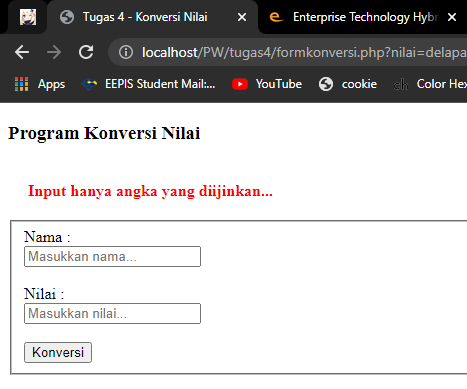 Tugas 4 - Konversi Nilai
Enterprise Technology Hybr
localhost/PW/tugas4/formkonversi.php?nilai=delapa
Apps EEPIS Student Mail:... YouTube cookie Color Hex
Program Konversi Nilai
Input hanya angka yang diijinkan...
Nama :
Masukkan nama...
Nilai :
Masukkan nilai...
Konversi